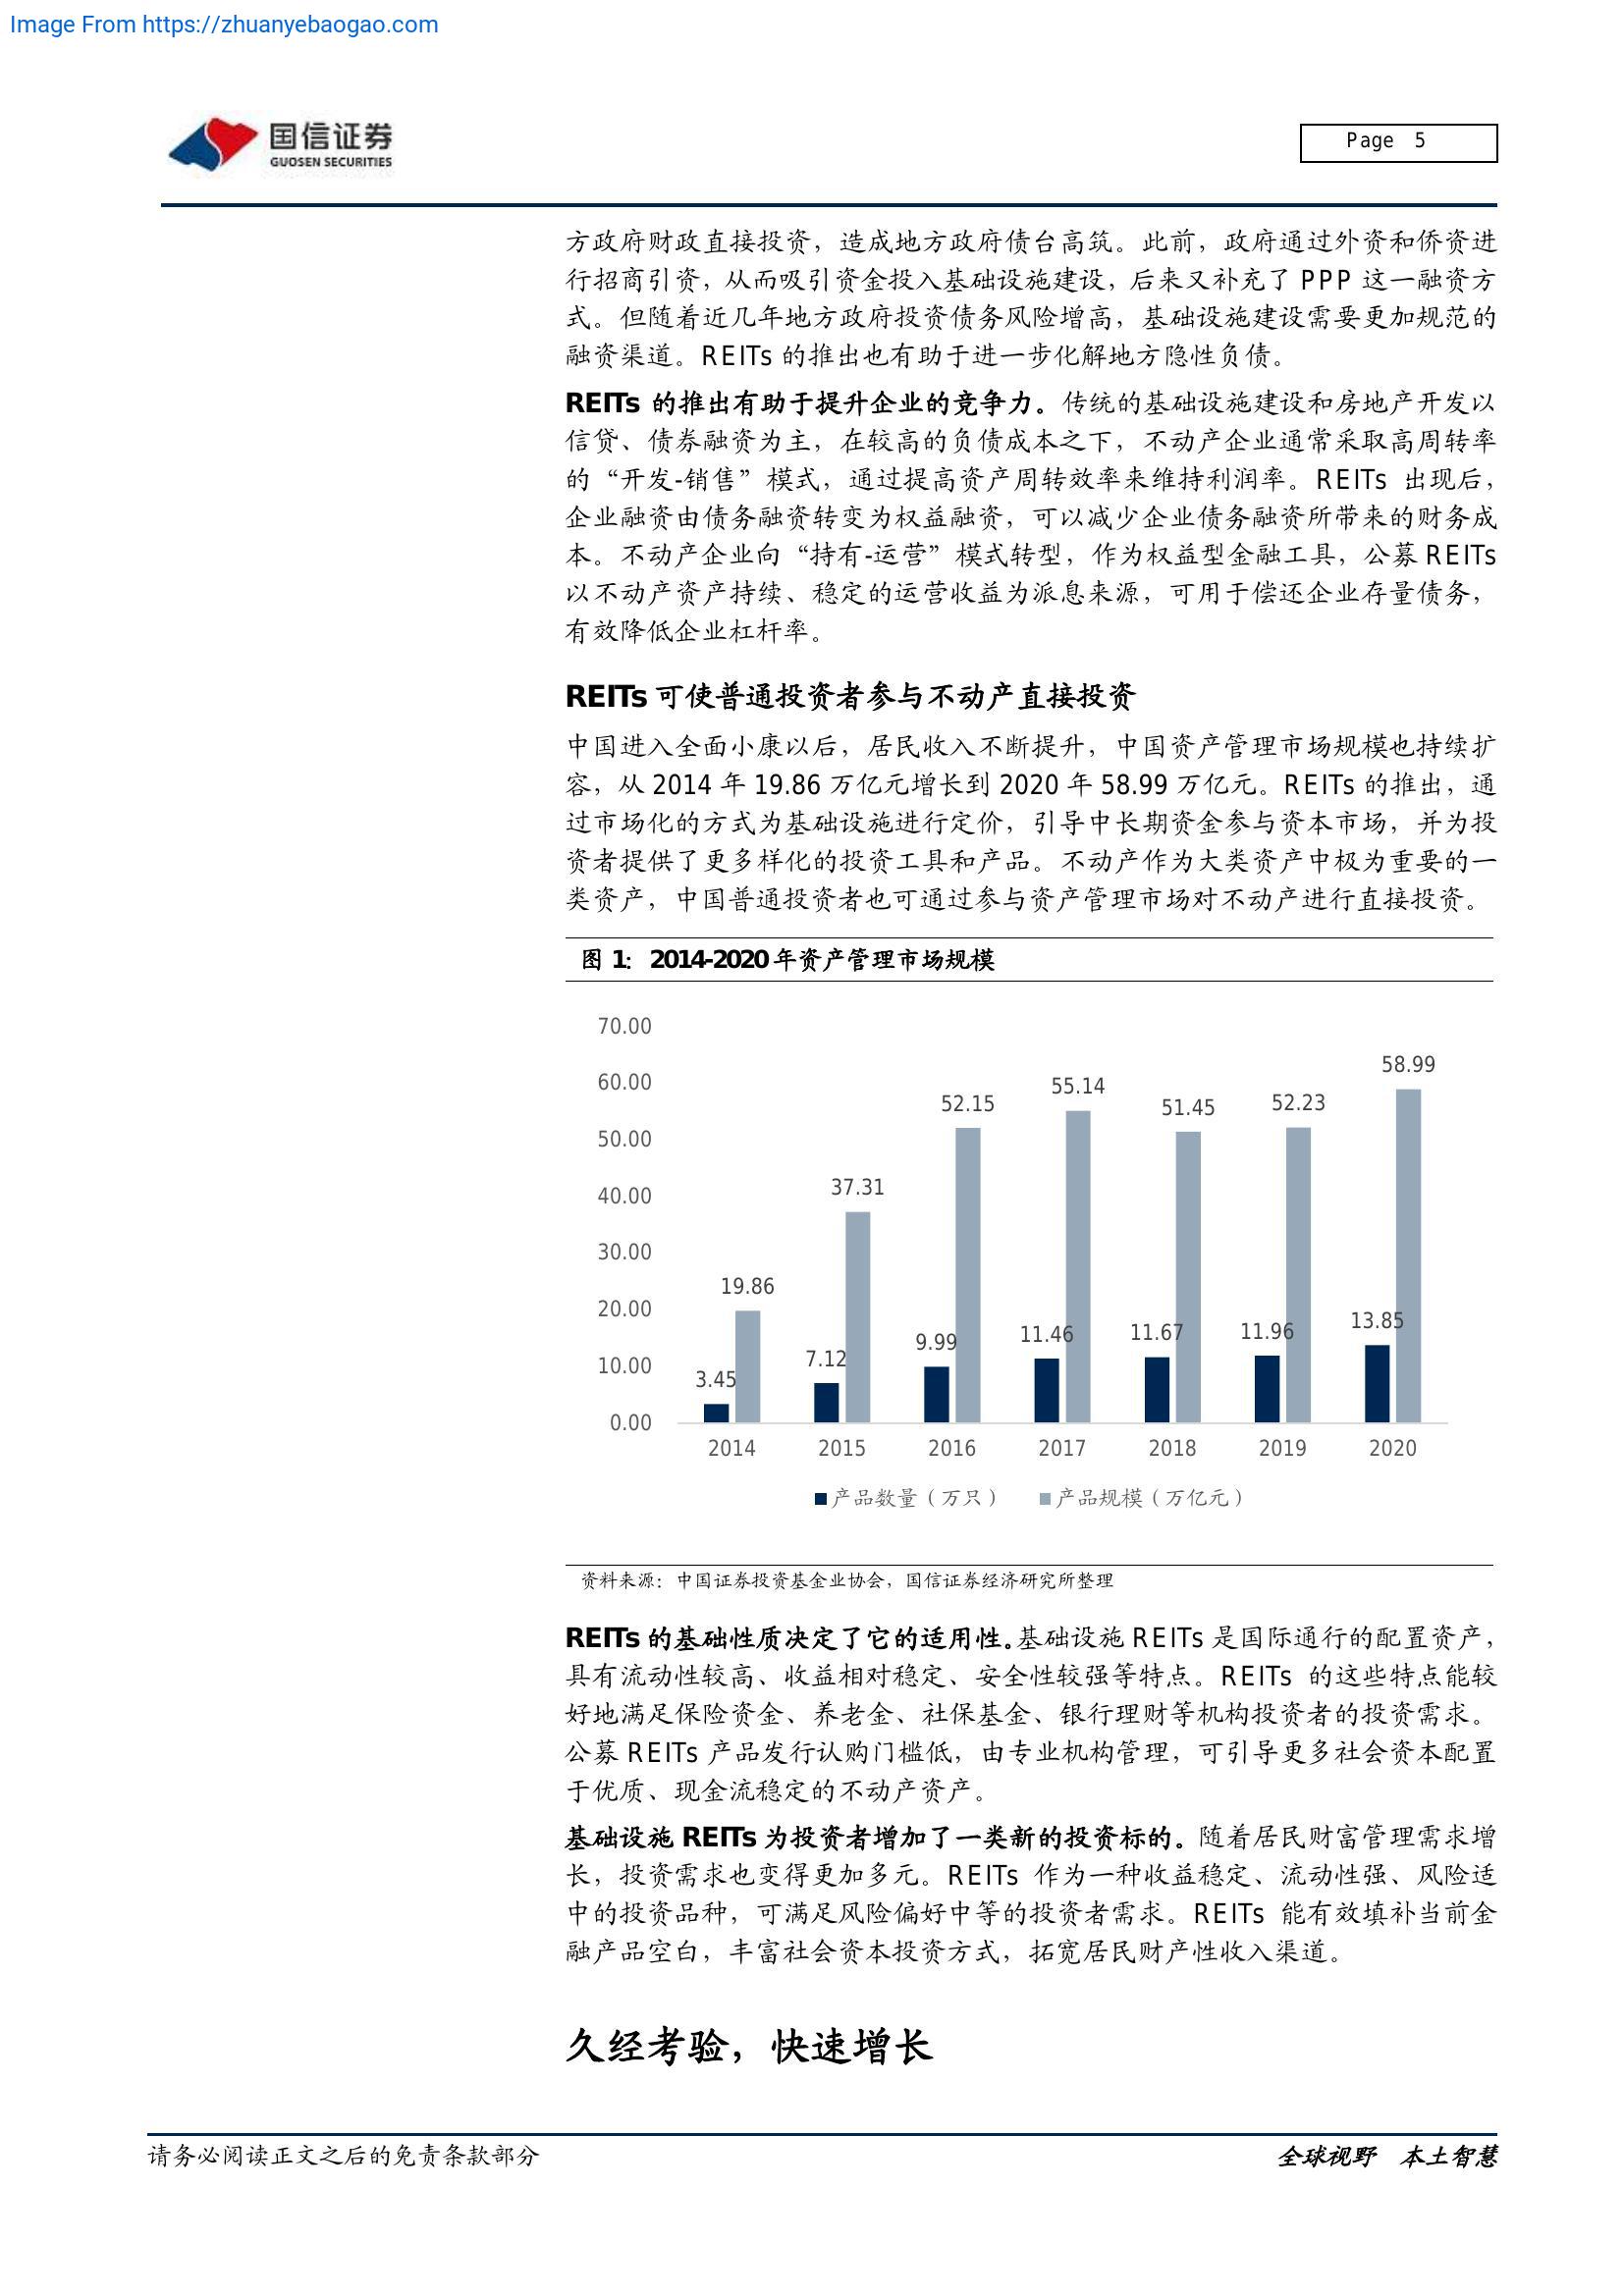 Image From https://zhuanyebaogao.com
国信证券
GUOSEN SECURITIES
Page 5
方政府财政直接投资，造成地方政府债台高筑。此前，政府通过外资和侨资进
行招商引资，从而吸引资金投入基础设施建设，后来又补充了 PPP 这一融资方
式。但随着近几年地方政府投资债务风险增高，基础设施建设需要更加规范的
融资渠道。REITs 的推出也有助于进一步化解地方隐性负债。
REITs 的推出有助于提升企业的竞争力。传统的基础设施建设和房地产开发以
信贷、债券融资为主，在较高的负债成本之下，不动产企业通常采取高周转率
的“开发-销售”模式，通过提高资产周转效率来维持利润率。REITs 出现后，
企业融资由债务融资转变为权益融资，可以减少企业债务融资所带来的财务成
本。不动产企业向“持有-运营”模式转型，作为权益型金融工具，公募 REITs
以不动产资产持续、稳定的运营收益为派息来源，可用于偿还企业存量债务，
有效降低企业杠杆率。
REITs 可使普通投资者参与不动产直接投资
中国进入全面小康以后，居民收入不断提升，中国资产管理市场规模也持续扩
容，从 2014 年 19.86 万亿元增长到 2020 年 58.99 万亿元。REITs 的推出，通
过市场化的方式为基础设施进行定价，引导中长期资金参与资本市场，并为投
资者提供了更多样化的投资工具和产品。不动产作为大类资产中极为重要的一
类资产，中国普通投资者也可通过参与资产管理市场对不动产进行直接投资。
图 1：2014-2020 年资产管理市场规模
70.00
60.00
50.00
40.00
30.00
20.00
10.00
0.00
3.45
19.86
7.12
37.31
9.99
52.15
11.46
55.14
11.67
51.45
11.96
52.23
13.85
58.99
2014 2015 2016 2017 2018 2019 2020
产品数量（万只） 产品规模（万亿元）
资料来源：中国证券投资基金业协会，国信证券经济研究所整理
REITs 的基础性质决定了它的适用性。基础设施 REITs 是国际通行的配置资产，
具有流动性较高、收益相对稳定、安全性较强等特点。REITs 的这些特点能较
好地满足保险资金、养老金、社保基金、银行理财等机构投资者的投资需求。
公募 REITs 产品发行认购门槛低，由专业机构管理，可引导更多社会资本配置
于优质、现金流稳定的不动产资产。
基础设施 REITs 为投资者增加了一类新的投资标的。随着居民财富管理需求增
长，投资需求也变得更加多元。REITs 作为一种收益稳定、流动性强、风险适
中的投资品种，可满足风险偏好中等的投资者需求。REITs 能有效填补当前金
融产品空白，丰富社会资本投资方式，拓宽居民财产性收入渠道。
久经考验，快速增长
请务必阅读正文之后的免责条款部分
全球视野 本土智慧